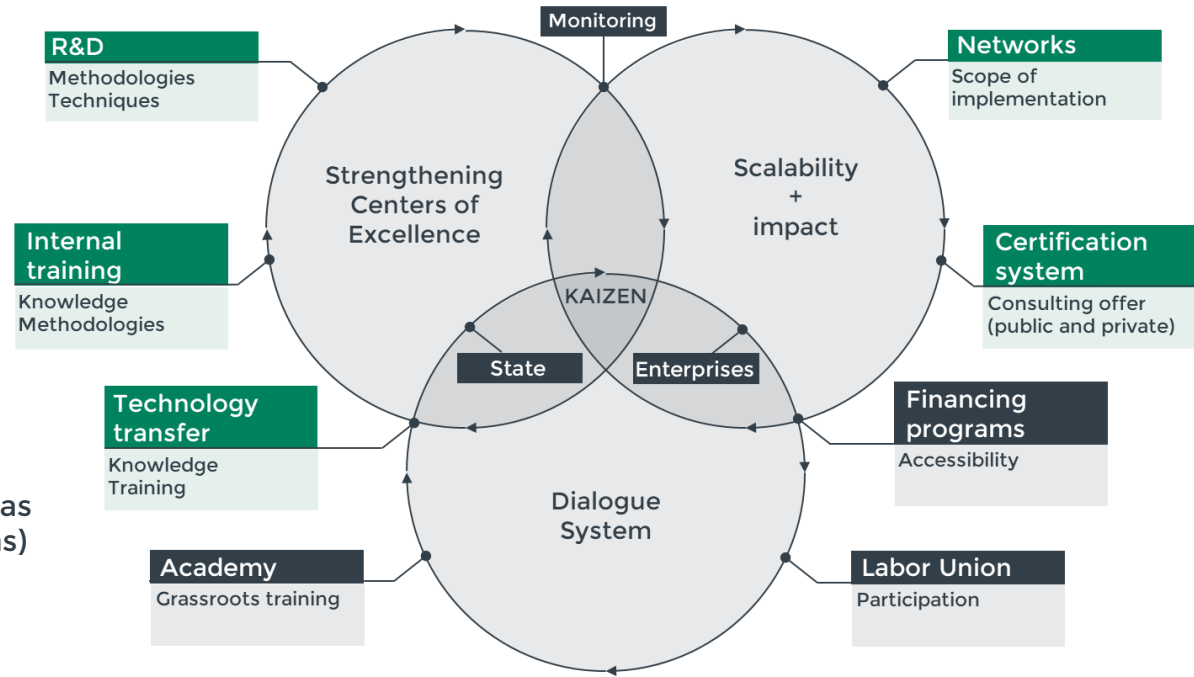 Monitoring
R&D
Methodologies
Techniques
Networks
Scope of
implementation
Strengthening
Centers of
Excellence
Scalability
+
impact
Internal
training
Knowledge
Methodologies
Certification
system
Consulting offer
(public and private)
KAIZEN
State
Enterprises
Technology
transfer
Knowledge
Training
Financing
programs
Accessibility
Dialogue
System
as
Academy
Grassroots training
Labor Union
Participation